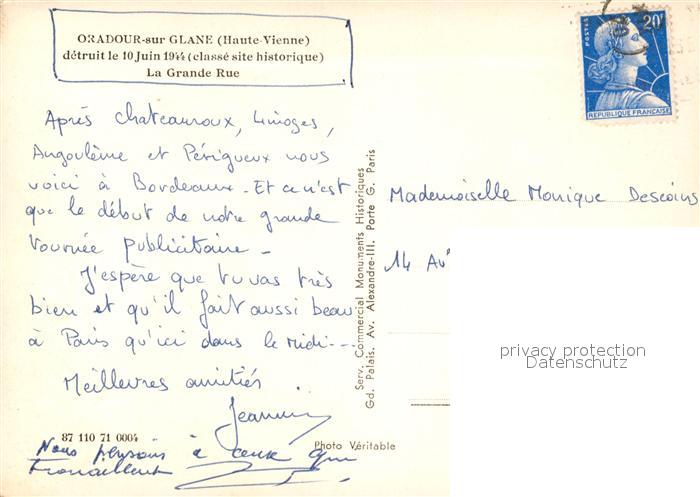 ORADOUR-sur GLANE (Haute-Vienne)
détruit le 10 Juin 1944 (classé site historique)
La Grande Rue
Après chateauroux, Limoges,
Angoulème et Périgueux nous
voici à Bordeaux - Et ce n'est
que le début de notre grande
tournée publicitaire -
J'espère que tu vas très
bien et qu'il fait aussi beau
à Paris qu'ici dans le midi ---
Meilleures amitiés.
87 110 71 0004
Nous pensons à ceux qui
travaillent
Photo Véritable
Serv. Commercial Monuments Historiques
Gd. Palais. Av. Alexandre-III. Porte G. Paris
POSTES
20F
REPUBLIQUE FRANÇAISE
Mademoiselle Monique Descoins
14 Av
privacy protection
Datenschutz